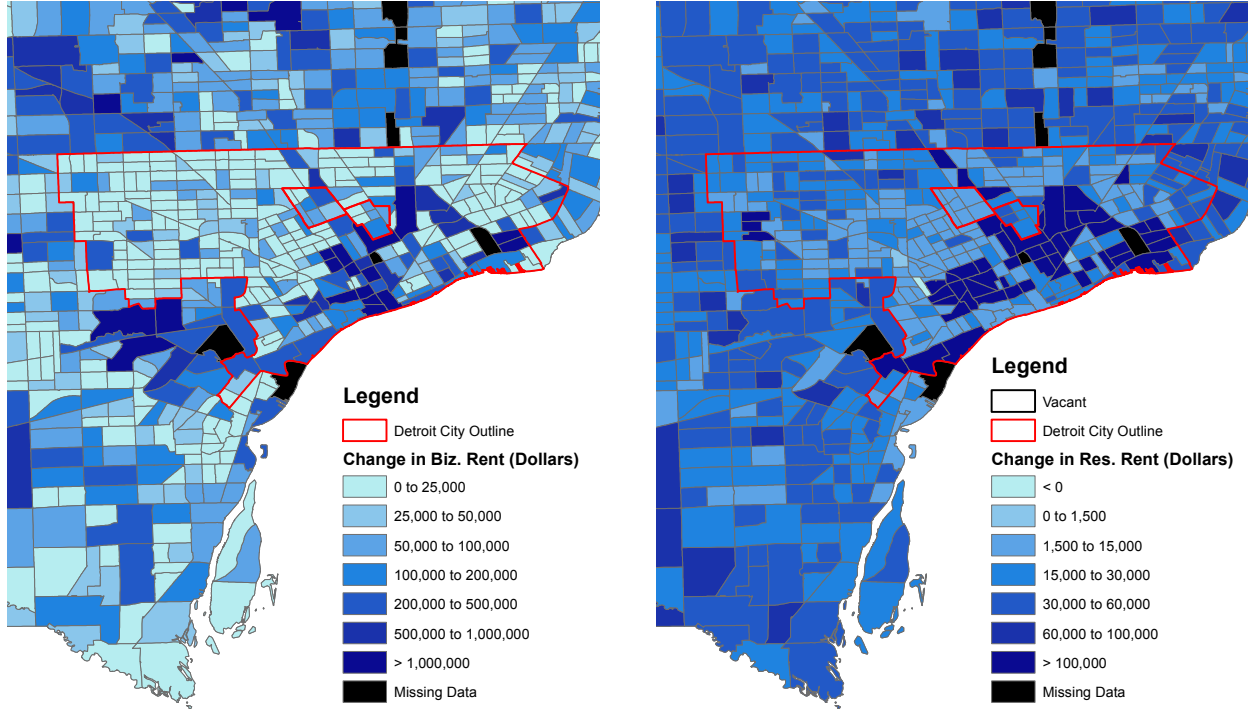 Legend
Detroit City Outline
Change in Biz. Rent (Dollars)
0 to 25,000
25,000 to 50,000
50,000 to 100,000
100,000 to 200,000
200,000 to 500,000
500,000 to 1,000,000
> 1,000,000
Missing Data
Legend
Vacant
Detroit City Outline
Change in Res. Rent (Dollars)
< 0
0 to 1,500
1,500 to 15,000
15,000 to 30,000
30,000 to 60,000
60,000 to 100,000
> 100,000
Missing Data